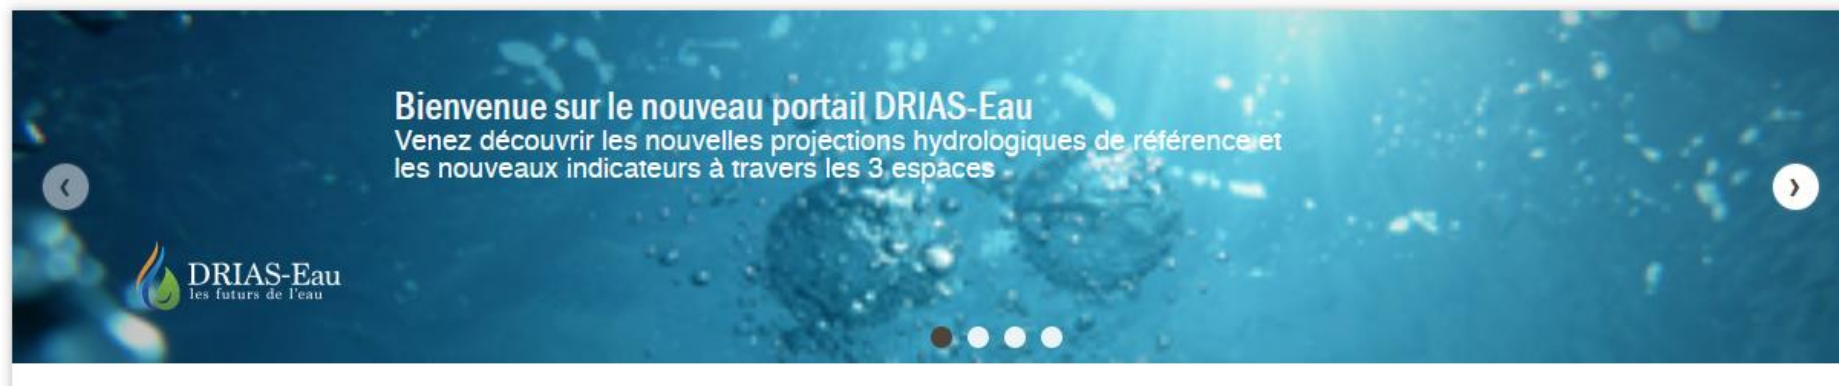 Bienvenue sur le nouveau portail DRIAS-Eau
Venez découvrir les nouvelles projections hydrologiques de référence et
les nouveaux indicateurs à travers les 3 espaces
DRIAS-Eau
les futurs de l'eau